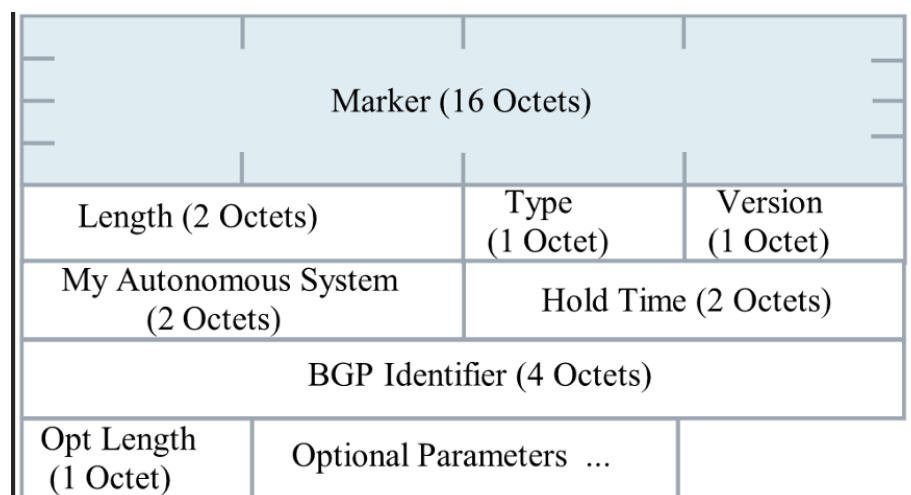 Marker (16 Octets)
Length (2 Octets)
Type
(1 Octet)
Version
(1 Octet)
My Autonomous System
(2 Octets)
Hold Time (2 Octets)
BGP Identifier (4 Octets)
Opt Length
(1 Octet)
Optional Parameters ...